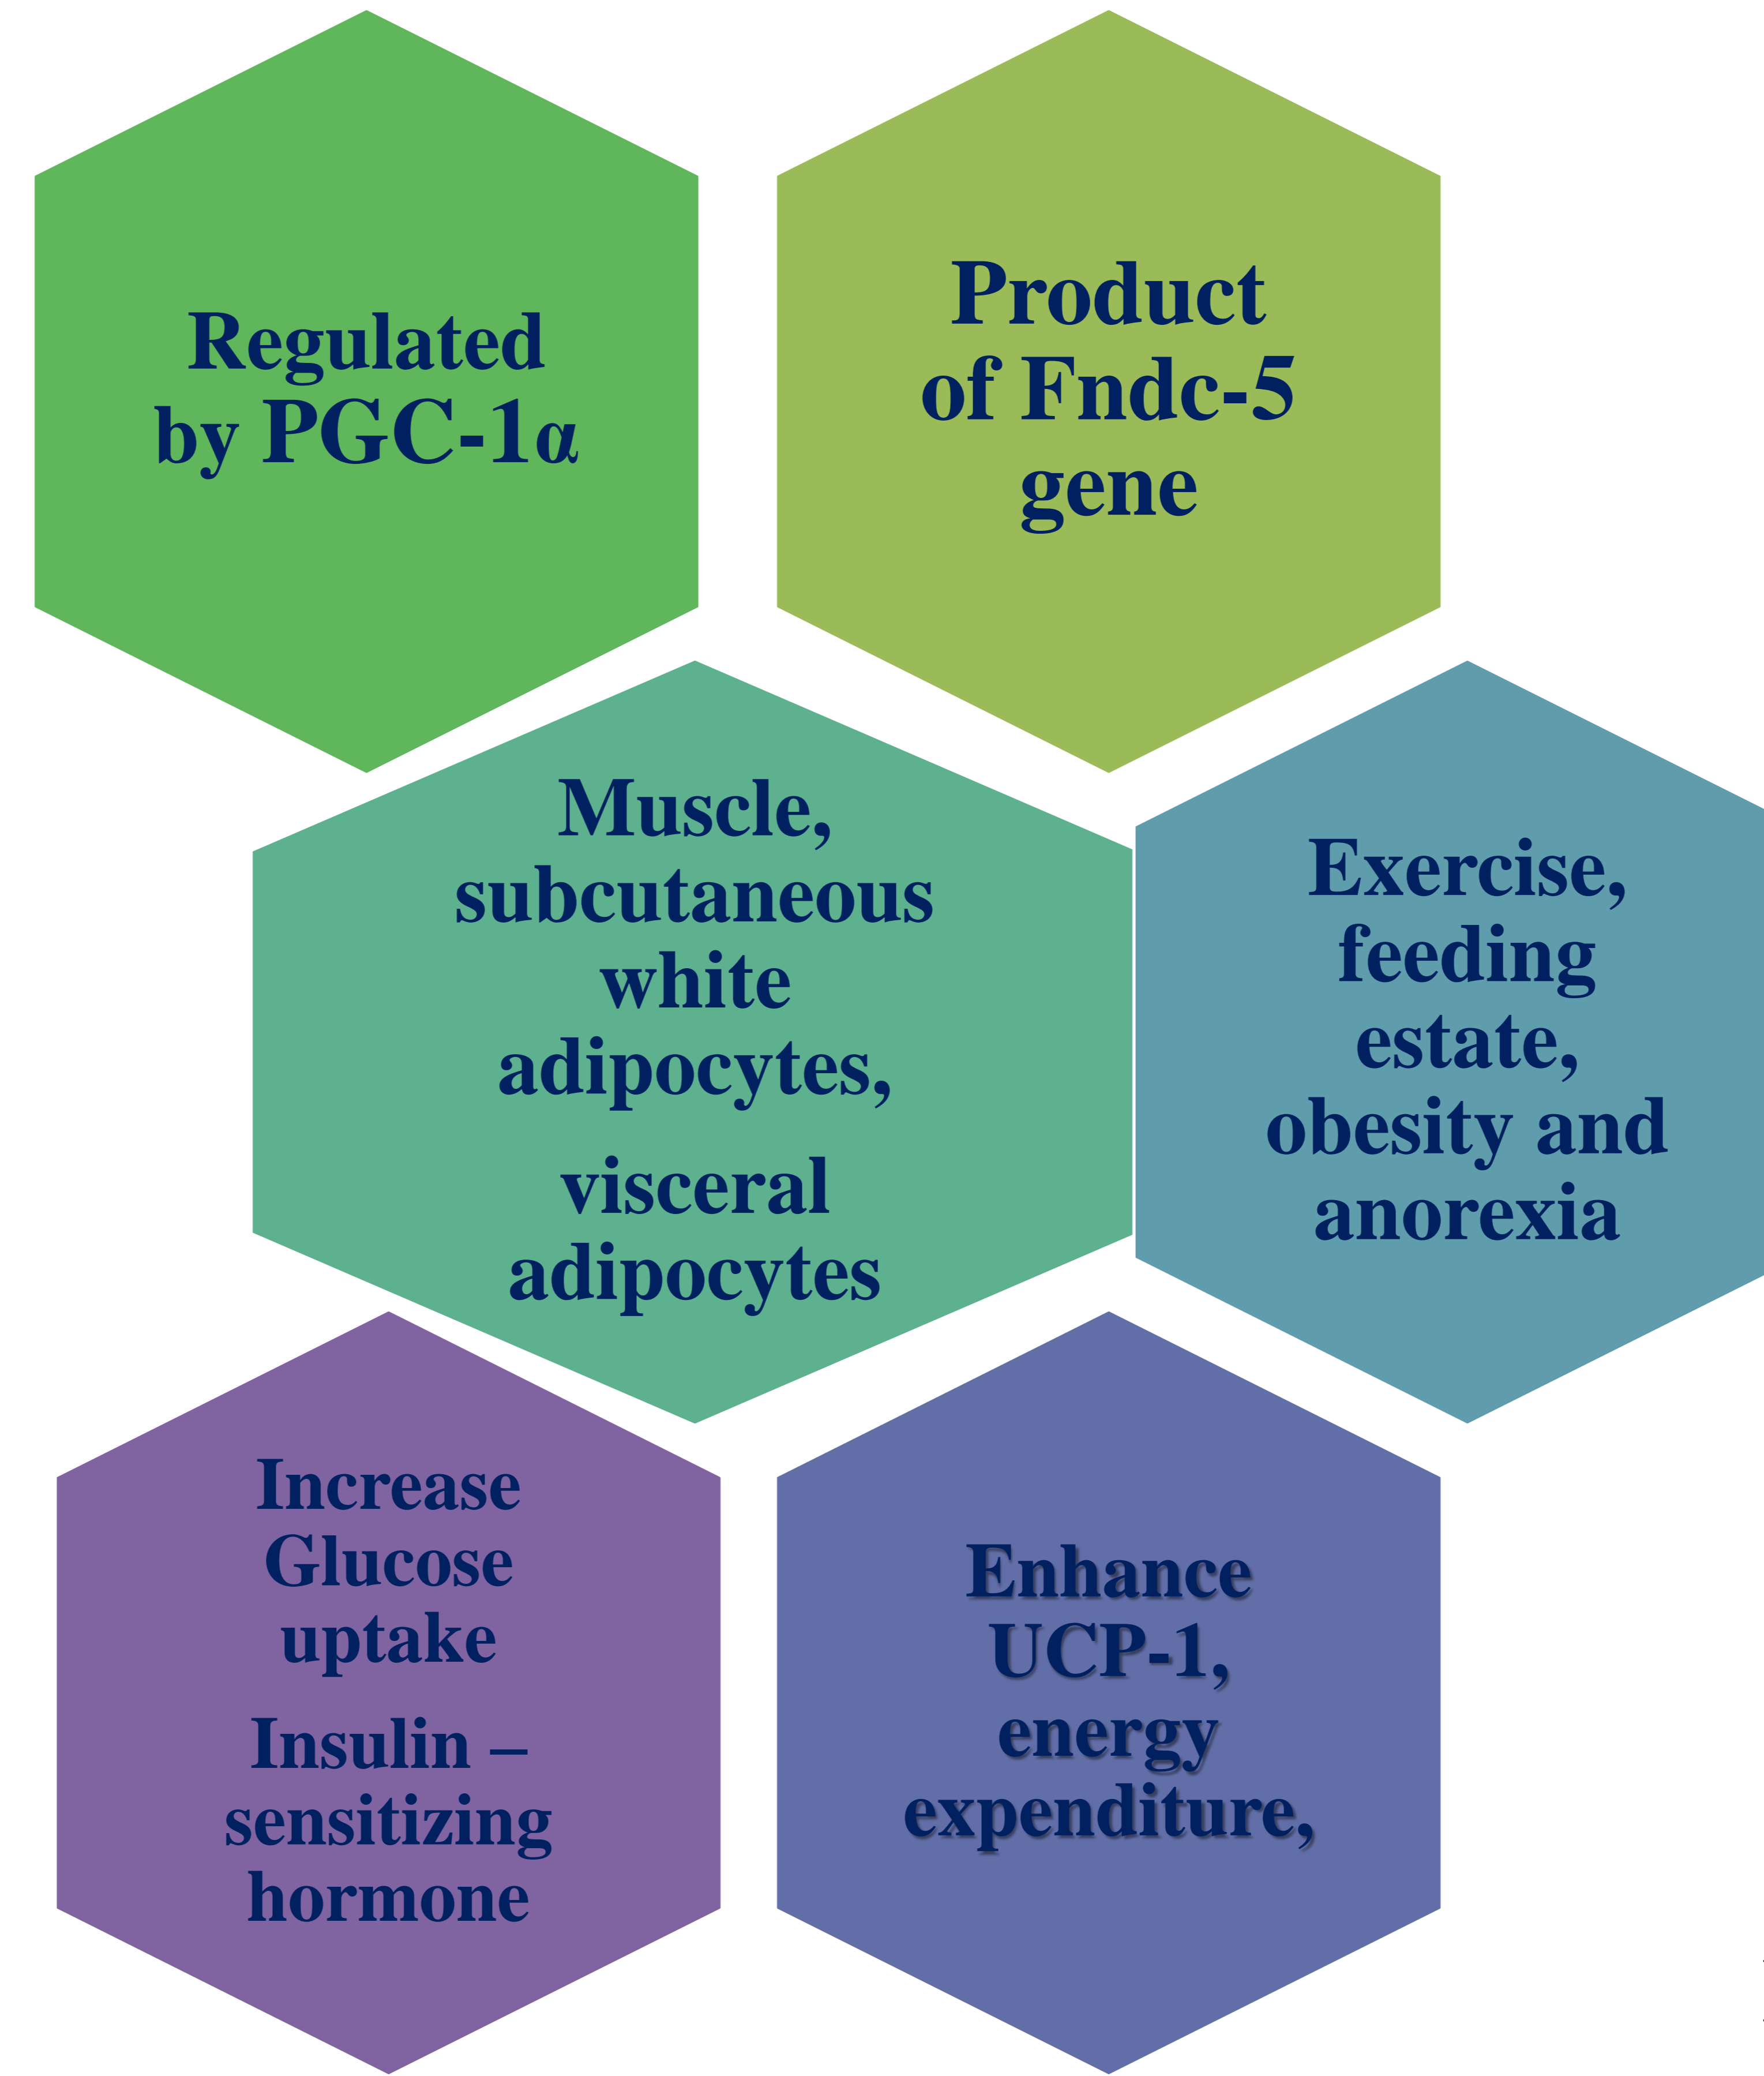 Regulated
by PGC-1α
Product
of Fndc-5
gene
Muscle,
subcutaneous
white
adipocytes,
visceral
adipocytes
Exercise,
feeding
estate,
obesity and
anorexia
Increase
Glucose
uptake
Insulin –
sensitizing
hormone
Enhance
UCP-1,
energy
expenditure,